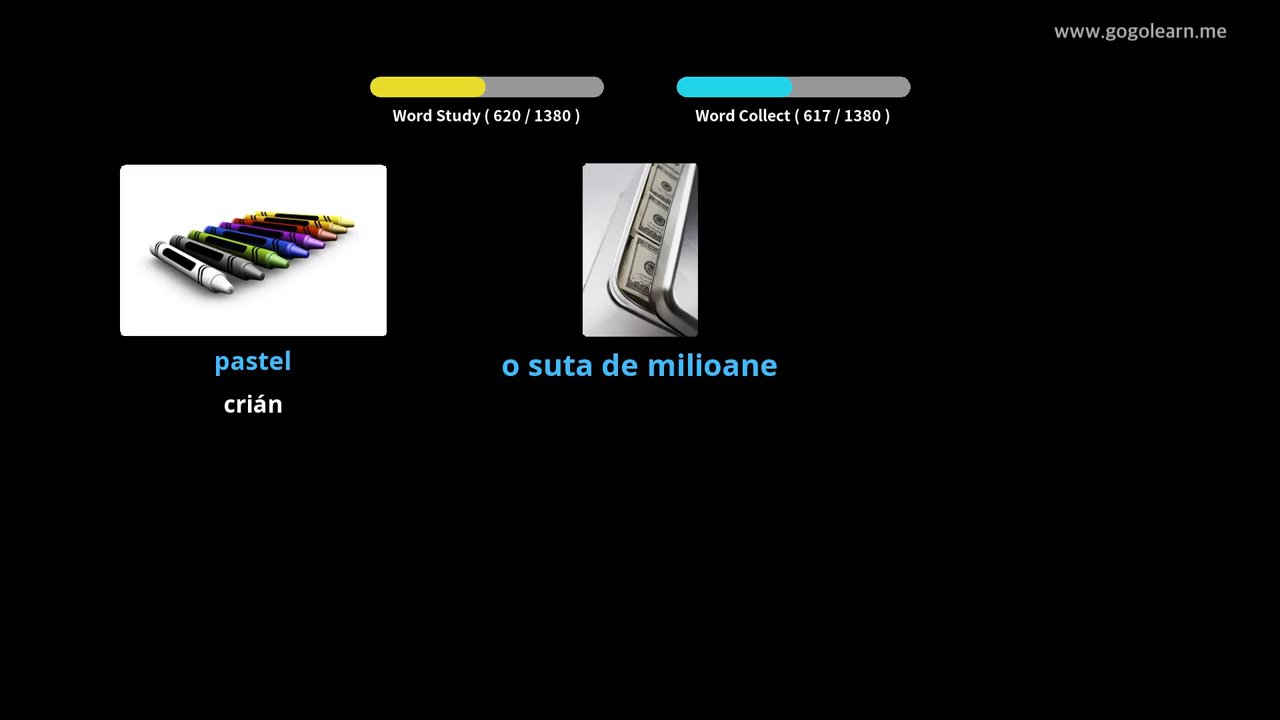 www.gogolearn.me
Word Study ( 620 / 1380 )
Word Collect ( 617 / 1380 )
pastel
crián
o suta de milioane